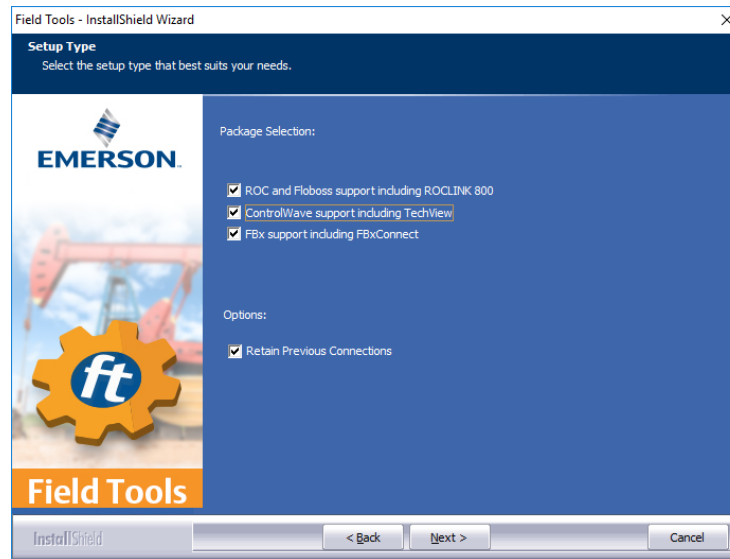 Field Tools - InstallShield Wizard
Setup Type
Select the setup type that best suits your needs.
EMERSON
Package Selection:
ROC and Floboss support including ROCLINK 800
ControlWave support including TechView
FBx support including FBxConnect
Options:
Retain Previous Connections
ft
Field Tools
InstallShield
< Back
Next >
Cancel